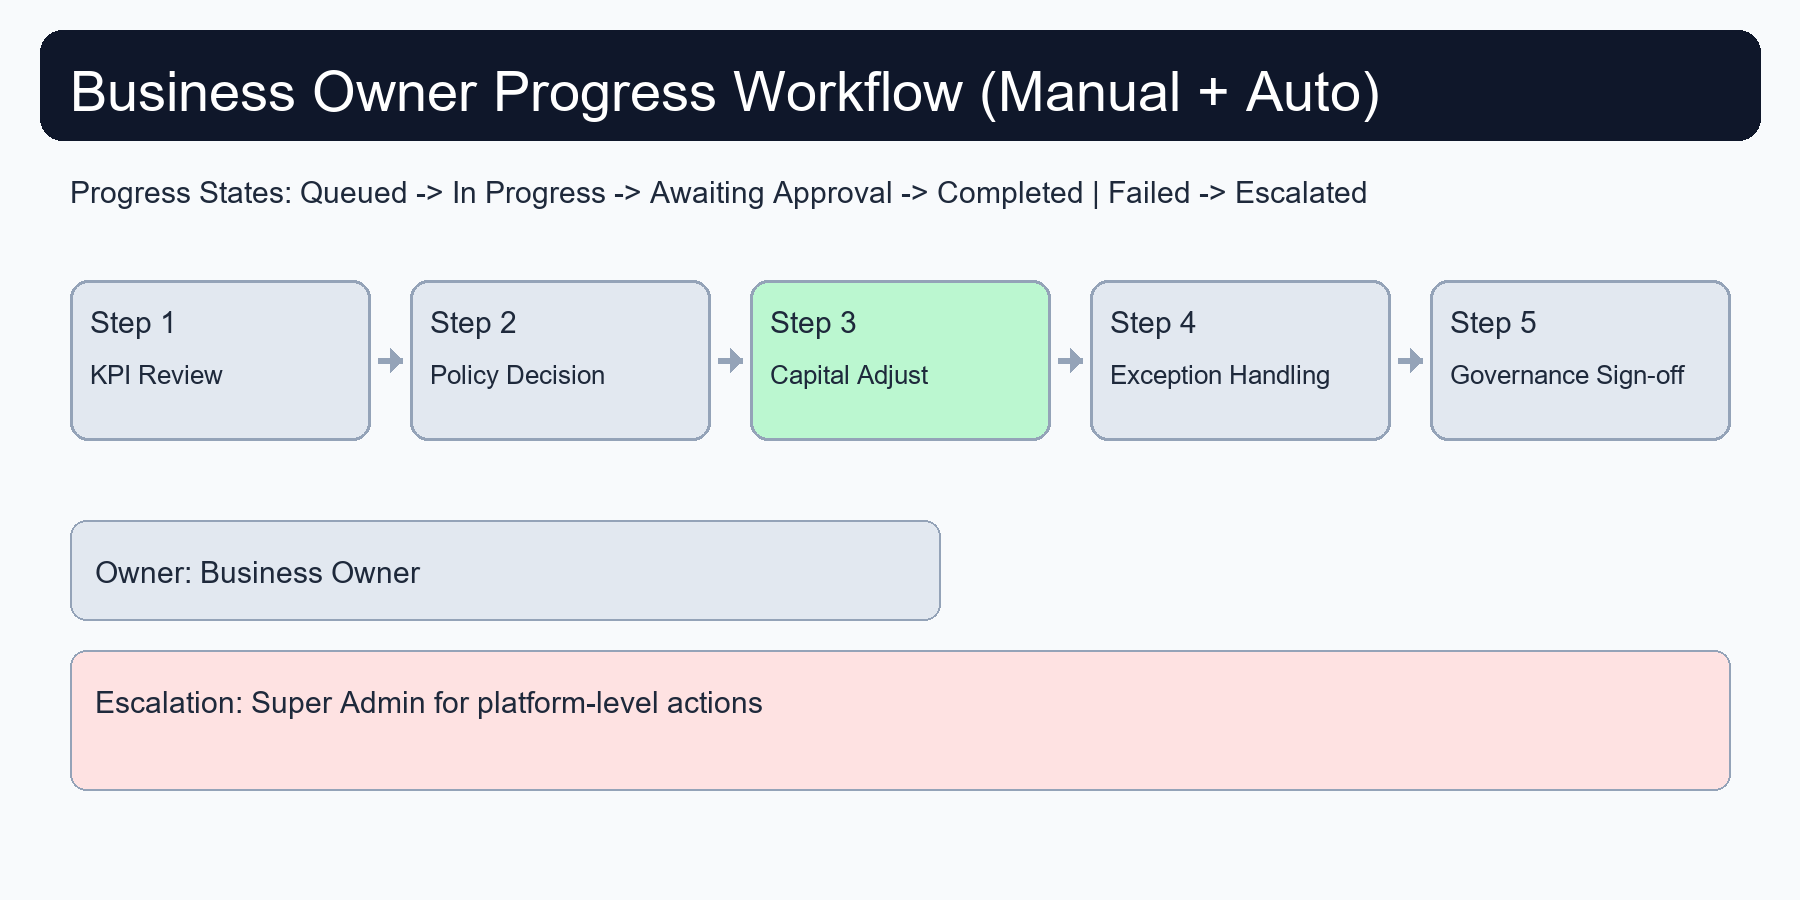 Business Owner Progress Workflow (Manual + Auto)
Progress States: Queued -> In Progress -> Awaiting Approval -> Completed | Failed -> Escalated
Step 1
KPI Review
Step 2
Policy Decision
Step 3
Capital Adjust
Step 4
Exception Handling
Step 5
Governance Sign-off
Owner: Business Owner
Escalation: Super Admin for platform-level actions